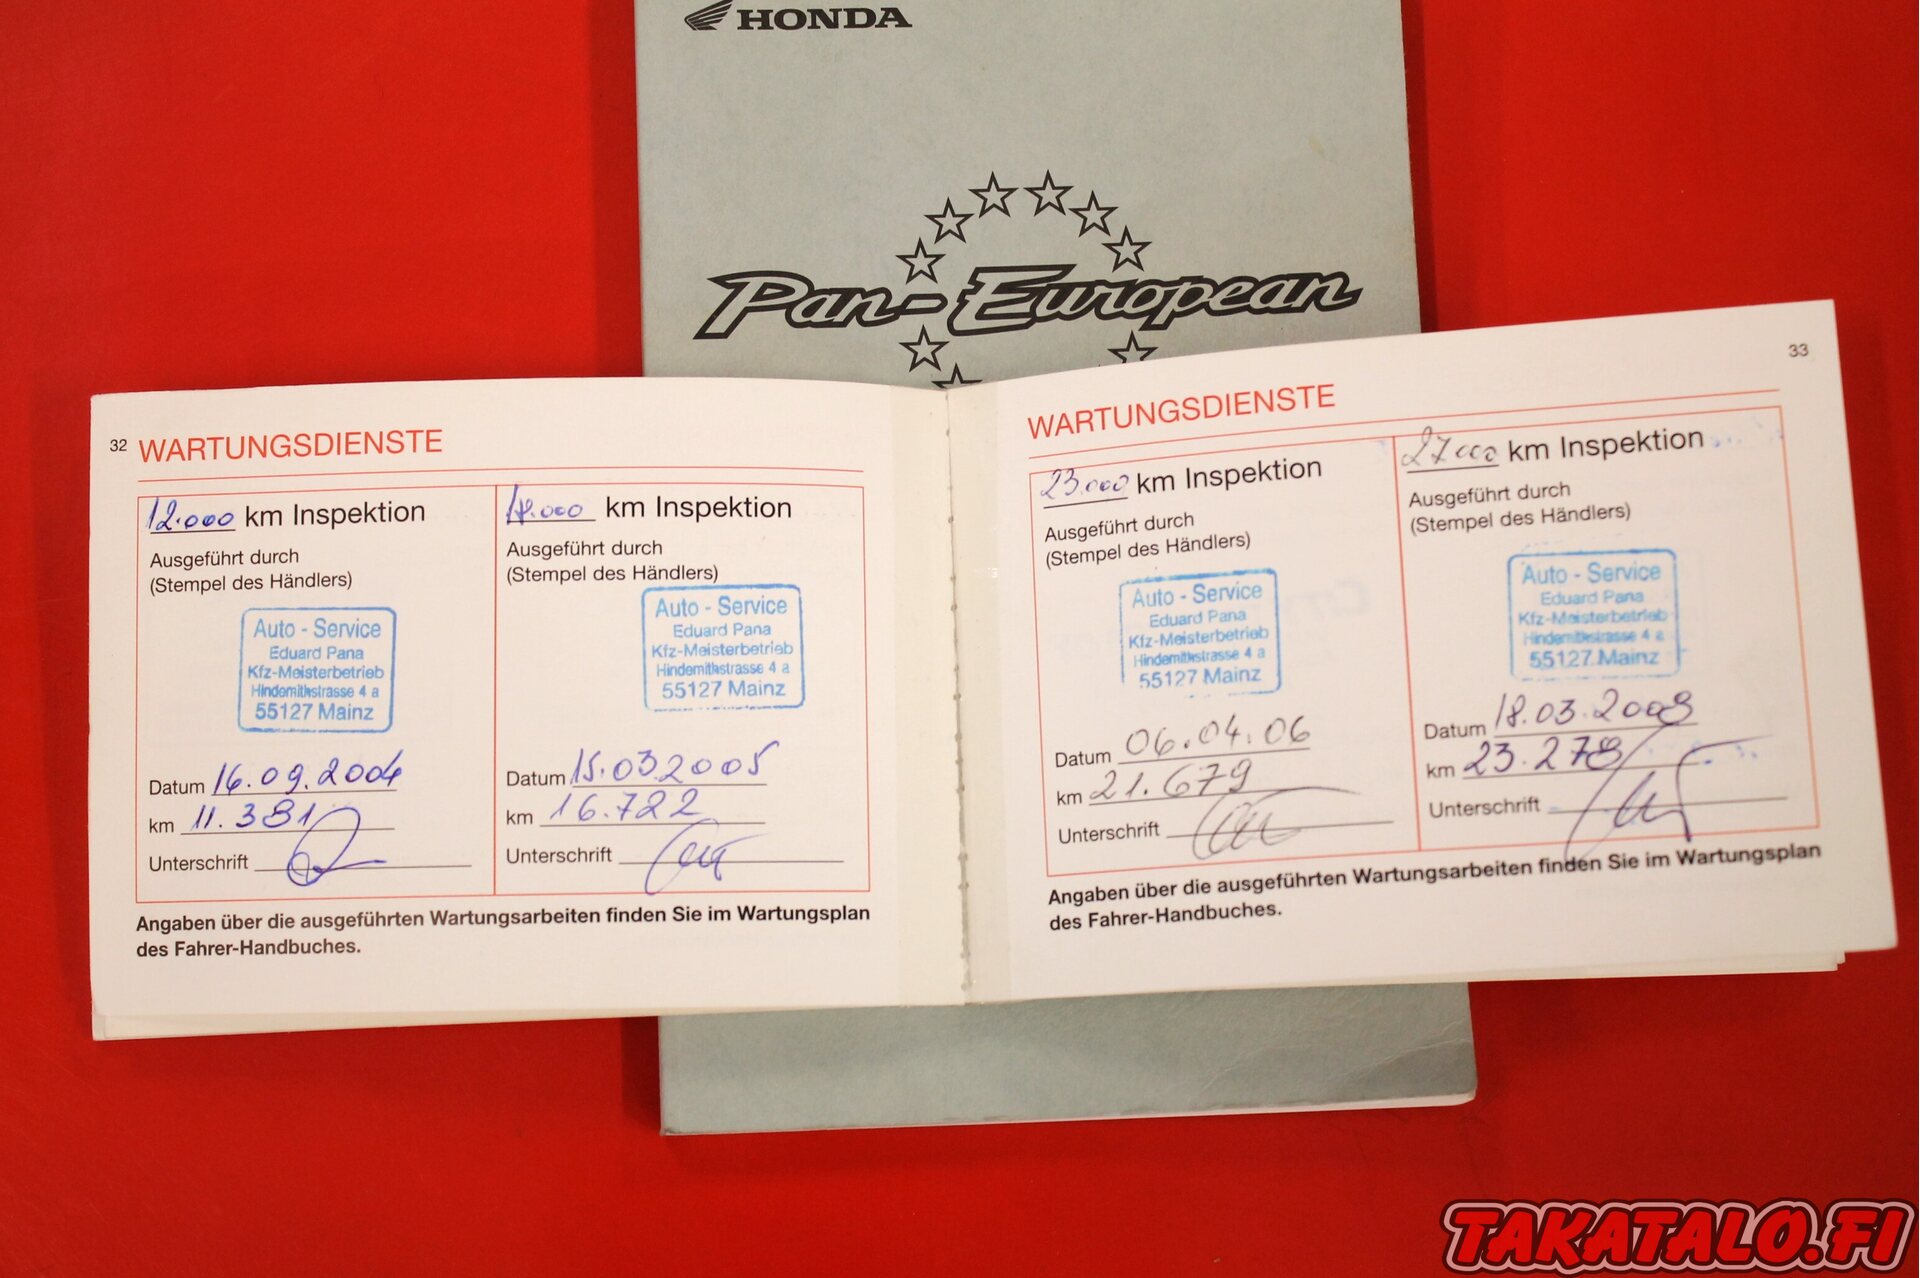 HONDA
Pan-European
32 WARTUNGSDIENSTE
12.000 km Inspektion
Ausgeführt durch
(Stempel des Händlers)
Auto - Service
Eduard Pana
Kfz-Meisterbetrieb
Hindemithstrasse 4 a
55127 Mainz
Datum 16.09.2004
km 11.381
Unterschrift
km Inspektion
Ausgeführt durch
(Stempel des Händlers)
Auto - Service
Eduard Pana
Kfz-Meisterbetrieb
Hindemithstrasse 4 a
55127 Mainz
Datum 15.03.2005
km 16.722
Unterschrift
Angaben über die ausgeführten Wartungsarbeiten finden Sie im Wartungsplan
des Fahrer-Handbuches.
33
WARTUNGSDIENSTE
23.000 km Inspektion
Ausgeführt durch
(Stempel des Händlers)
Auto - Service
Eduard Pana
Kfz-Meisterbetrieb
Hindemithstrasse 4 a
55127 Mainz
Datum 06.04.06
km 21.679
Unterschrift
27.000 km Inspektion
Ausgeführt durch
(Stempel des Händlers)
Auto - Service
Eduard Pana
Kfz-Meisterbetrieb
Hindemithstrasse 4 a
55127 Mainz
Datum
km 23.278
Unterschrift
Angaben über die ausgeführten Wartungsarbeiten finden Sie im Wartungsplan
des Fahrer-Handbuches.
TAKATALO.FI